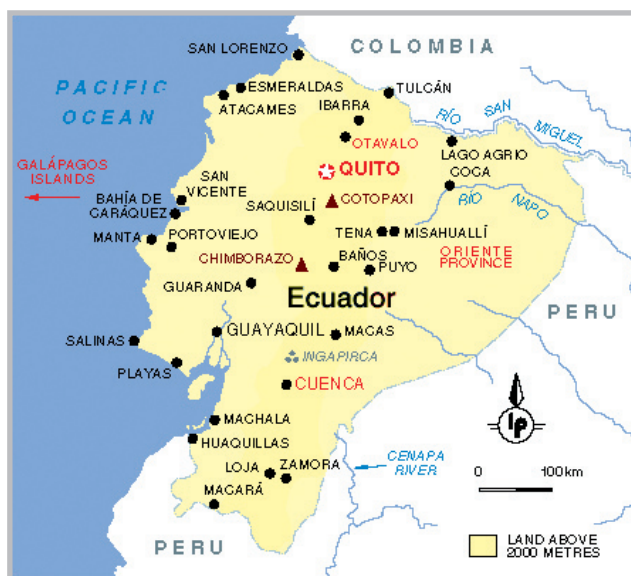 SAN LORENZO
COLOMBIA
PACIFIC
OCEAN
ESMERALDAS
ATACAMES
TULCÁN
IBARRA
RÍO SAN MIGUEL
OTAVALO
GALÁPAGOS
ISLANDS
QUITO
LAGO AGRIO
COCA
SAN
VICENTE
COTOPAXI
RÍO NAPO
BAHÍA DE
CARÁQUEZ
SAQUISILÍ
MANTA
PORTOVIEJO
TENA
MISAHUALLÍ
ORIENTE
PROVINCE
CHIMBORAZO
BAÑOS
PUYO
GUARANDA
Ecuador
PERU
GUAYAQUIL
MACAS
SALINAS
INGAPIRCA
PLAYAS
CUENCA
MACHALA
lp
HUAQUILLAS
CENAPA
RIVER
LOJA
ZAMORA
0 100km
MACARÁ
PERU
LAND ABOVE
2000 METRES